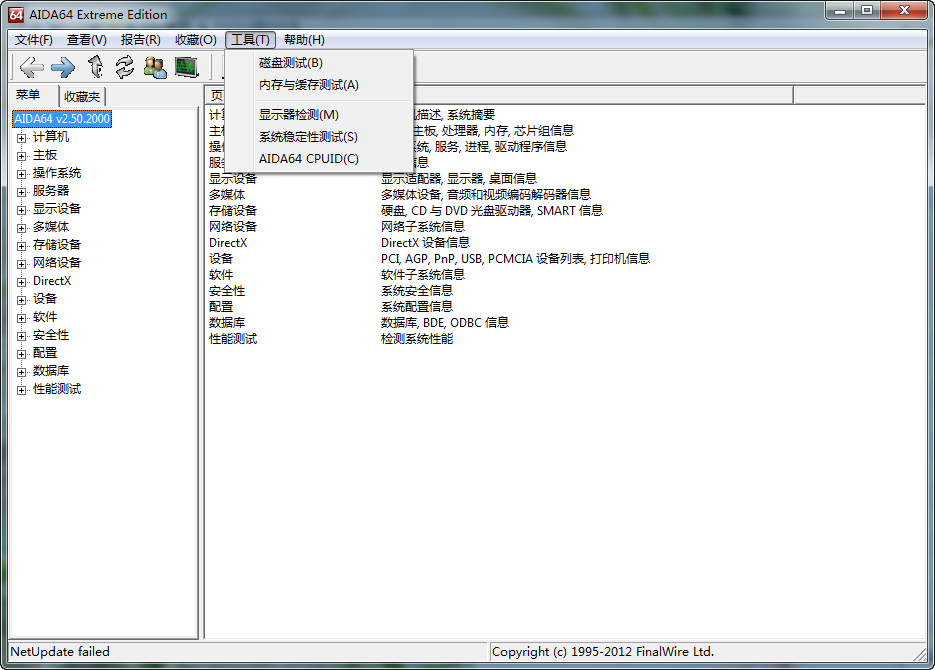 64 AIDA64 Extreme Edition
文件(F) 查看(V) 报告(R) 收藏(O) 工具(T) 帮助(H)
磁盘测试(B)
内存与缓存测试(A)
显示器检测(M)
系统稳定性测试(S)
AIDA64 CPUID(C)
菜单 收藏夹
AIDA64 v2.50.2000
计算机
主板
操作系统
服务器
显示设备
多媒体
存储设备
网络设备
DirectX
设备
软件
安全性
配置
数据库
性能测试
页
描述, 系统摘要
主板, 处理器, 内存, 芯片组信息
系统, 服务, 进程, 驱动程序信息
信息
显示设备 显示适配器, 显示器, 桌面信息
多媒体 多媒体设备, 音频和视频编码解码器信息
存储设备 硬盘, CD 与 DVD 光盘驱动器, SMART 信息
网络设备 网络子系统信息
DirectX DirectX 设备信息
设备 PCI, AGP, PnP, USB, PCMCIA 设备列表, 打印机信息
软件 软件子系统信息
安全性 系统安全信息
配置 系统配置信息
数据库 数据库, BDE, ODBC 信息
性能测试 检测系统性能
NetUpdate failed
Copyright (c) 1995-2012 FinalWire Ltd.